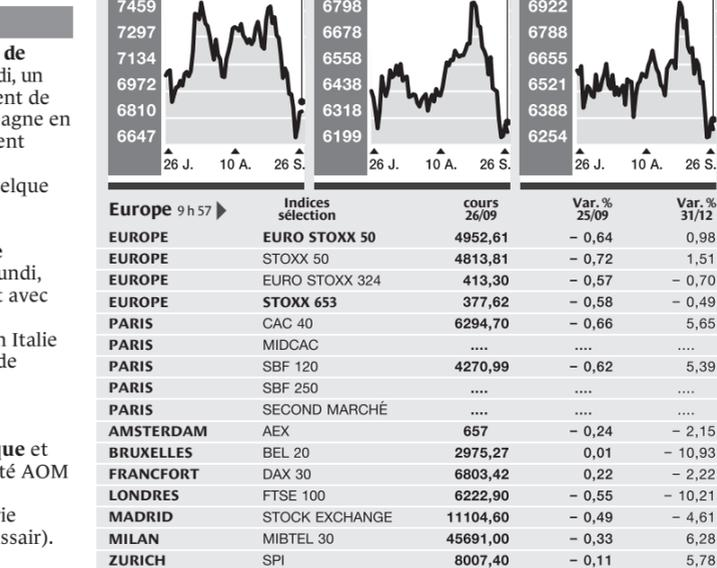 de
di, un
ent de
agne en
ent
elque
e
undi,
t avec
n Italie
de
que et
té AOM
rie
ssair).
7459
7297
7134
6972
6810
6647
26 J. 10 A. 26 S.
6798
6678
6558
6438
6318
6199
26 J. 10 A. 26 S.
6922
6788
6655
6521
6388
6254
26 J. 10 A. 26 S.
Europe 9 h 57 Indices sélection cours 26/09 Var. % 25/09 Var. % 31/12
EUROPE EURO STOXX 50 4952,61 – 0,64 0,98
EUROPE STOXX 50 4813,81 – 0,72 1,51
EUROPE EURO STOXX 324 413,30 – 0,57 – 0,70
EUROPE STOXX 653 377,62 – 0,58 – 0,49
PARIS CAC 40 6294,70 – 0,66 5,65
PARIS MIDCAC .... .... ....
PARIS SBF 120 4270,99 – 0,62 5,39
PARIS SBF 250 .... .... ....
PARIS SECOND MARCHÉ .... .... ....
AMSTERDAM AEX 657 – 0,24 – 2,15
BRUXELLES BEL 20 2975,27 0,01 – 10,93
FRANCFORT DAX 30 6803,42 0,22 – 2,22
LONDRES FTSE 100 6222,90 – 0,55 – 10,21
MADRID STOCK EXCHANGE 11104,60 – 0,49 – 4,61
MILAN MIBTEL 30 45691,00 – 0,33 6,28
ZURICH SPI 8007,40 – 0,11 5,78